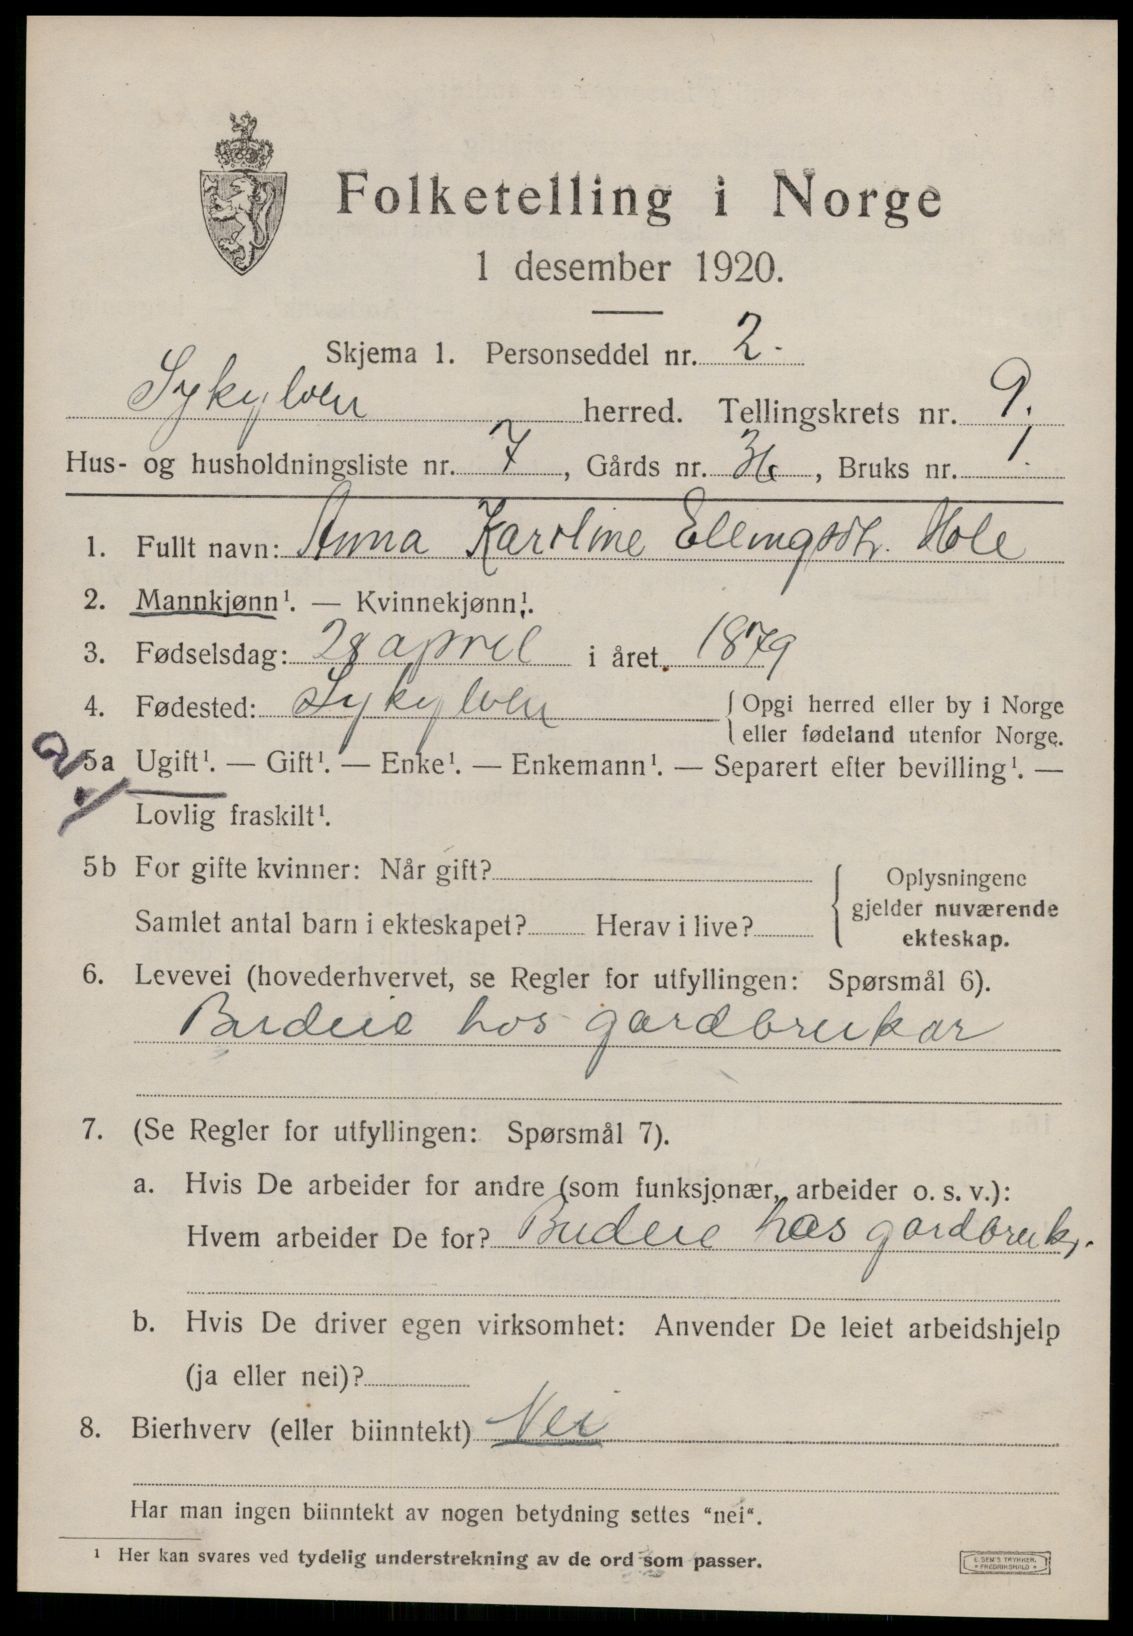 Folketelling i Norge
1 desember 1920.
Skjema 1. Personseddel nr. 2.
Sykylven herred. Tellingskrets nr. 9.
Hus- og husholdningsliste nr. 7, Gårds nr. 36, Bruks nr. 1.
1. Fullt navn: Anna Karoline Ellingsdtr. Hole
2. Mannkjønn¹. — Kvinnekjønn¹.
3. Fødselsdag: 28 april i året 1879
4. Fødested: Sykylven { Opgi herred eller by i Norge
eller fødeland utenfor Norge.
5a Ugift¹. — Gift¹. — Enke¹. — Enkemann¹. — Separert efter bevilling¹. —
Lovlig fraskilt¹.
5b For gifte kvinner: Når gift? { Oplysningene
gjelder nuværende
Samlet antal barn i ekteskapet? Herav i live? ekteskap.
6. Levevei (hovederhvervet, se Regler for utfyllingen: Spørsmål 6).
Budeie hos gardbrukar
7. (Se Regler for utfyllingen: Spørsmål 7).
a. Hvis De arbeider for andre (som funksjonær, arbeider o. s. v.):
Hvem arbeider De for? Budeie hos gardbruk.
b. Hvis De driver egen virksomhet: Anvender De leiet arbeidshjelp
(ja eller nei)?
8. Bierhverv (eller biinntekt) Nei
Har man ingen biinntekt av nogen betydning settes "nei".
¹ Her kan svares ved tydelig understrekning av de ord som passer.
E. SEM'S TRYKKERI
FREDRIKSHALD